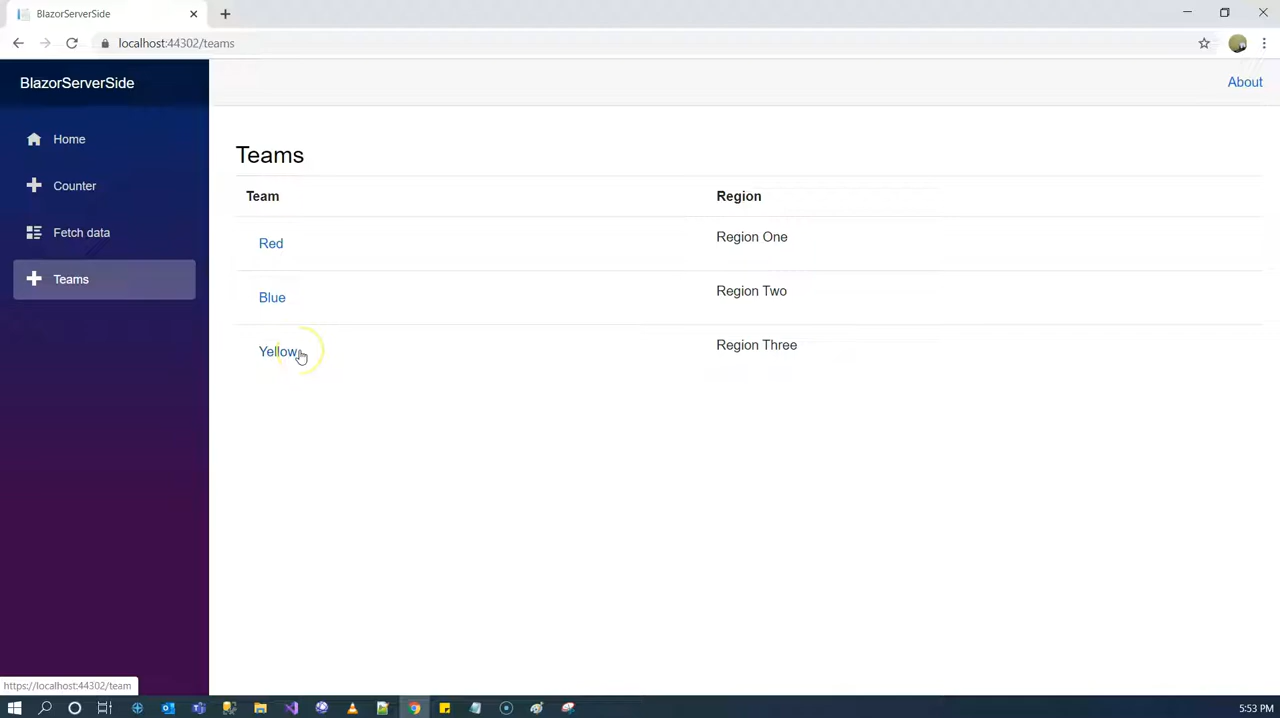 BlazorServerSide
localhost:44302/teams
BlazorServerSide
About
Home
Counter
Fetch data
Teams
Teams
Team Region
Red Region One
Blue Region Two
Yellow Region Three
https://localhost:44302/team
5:53 PM